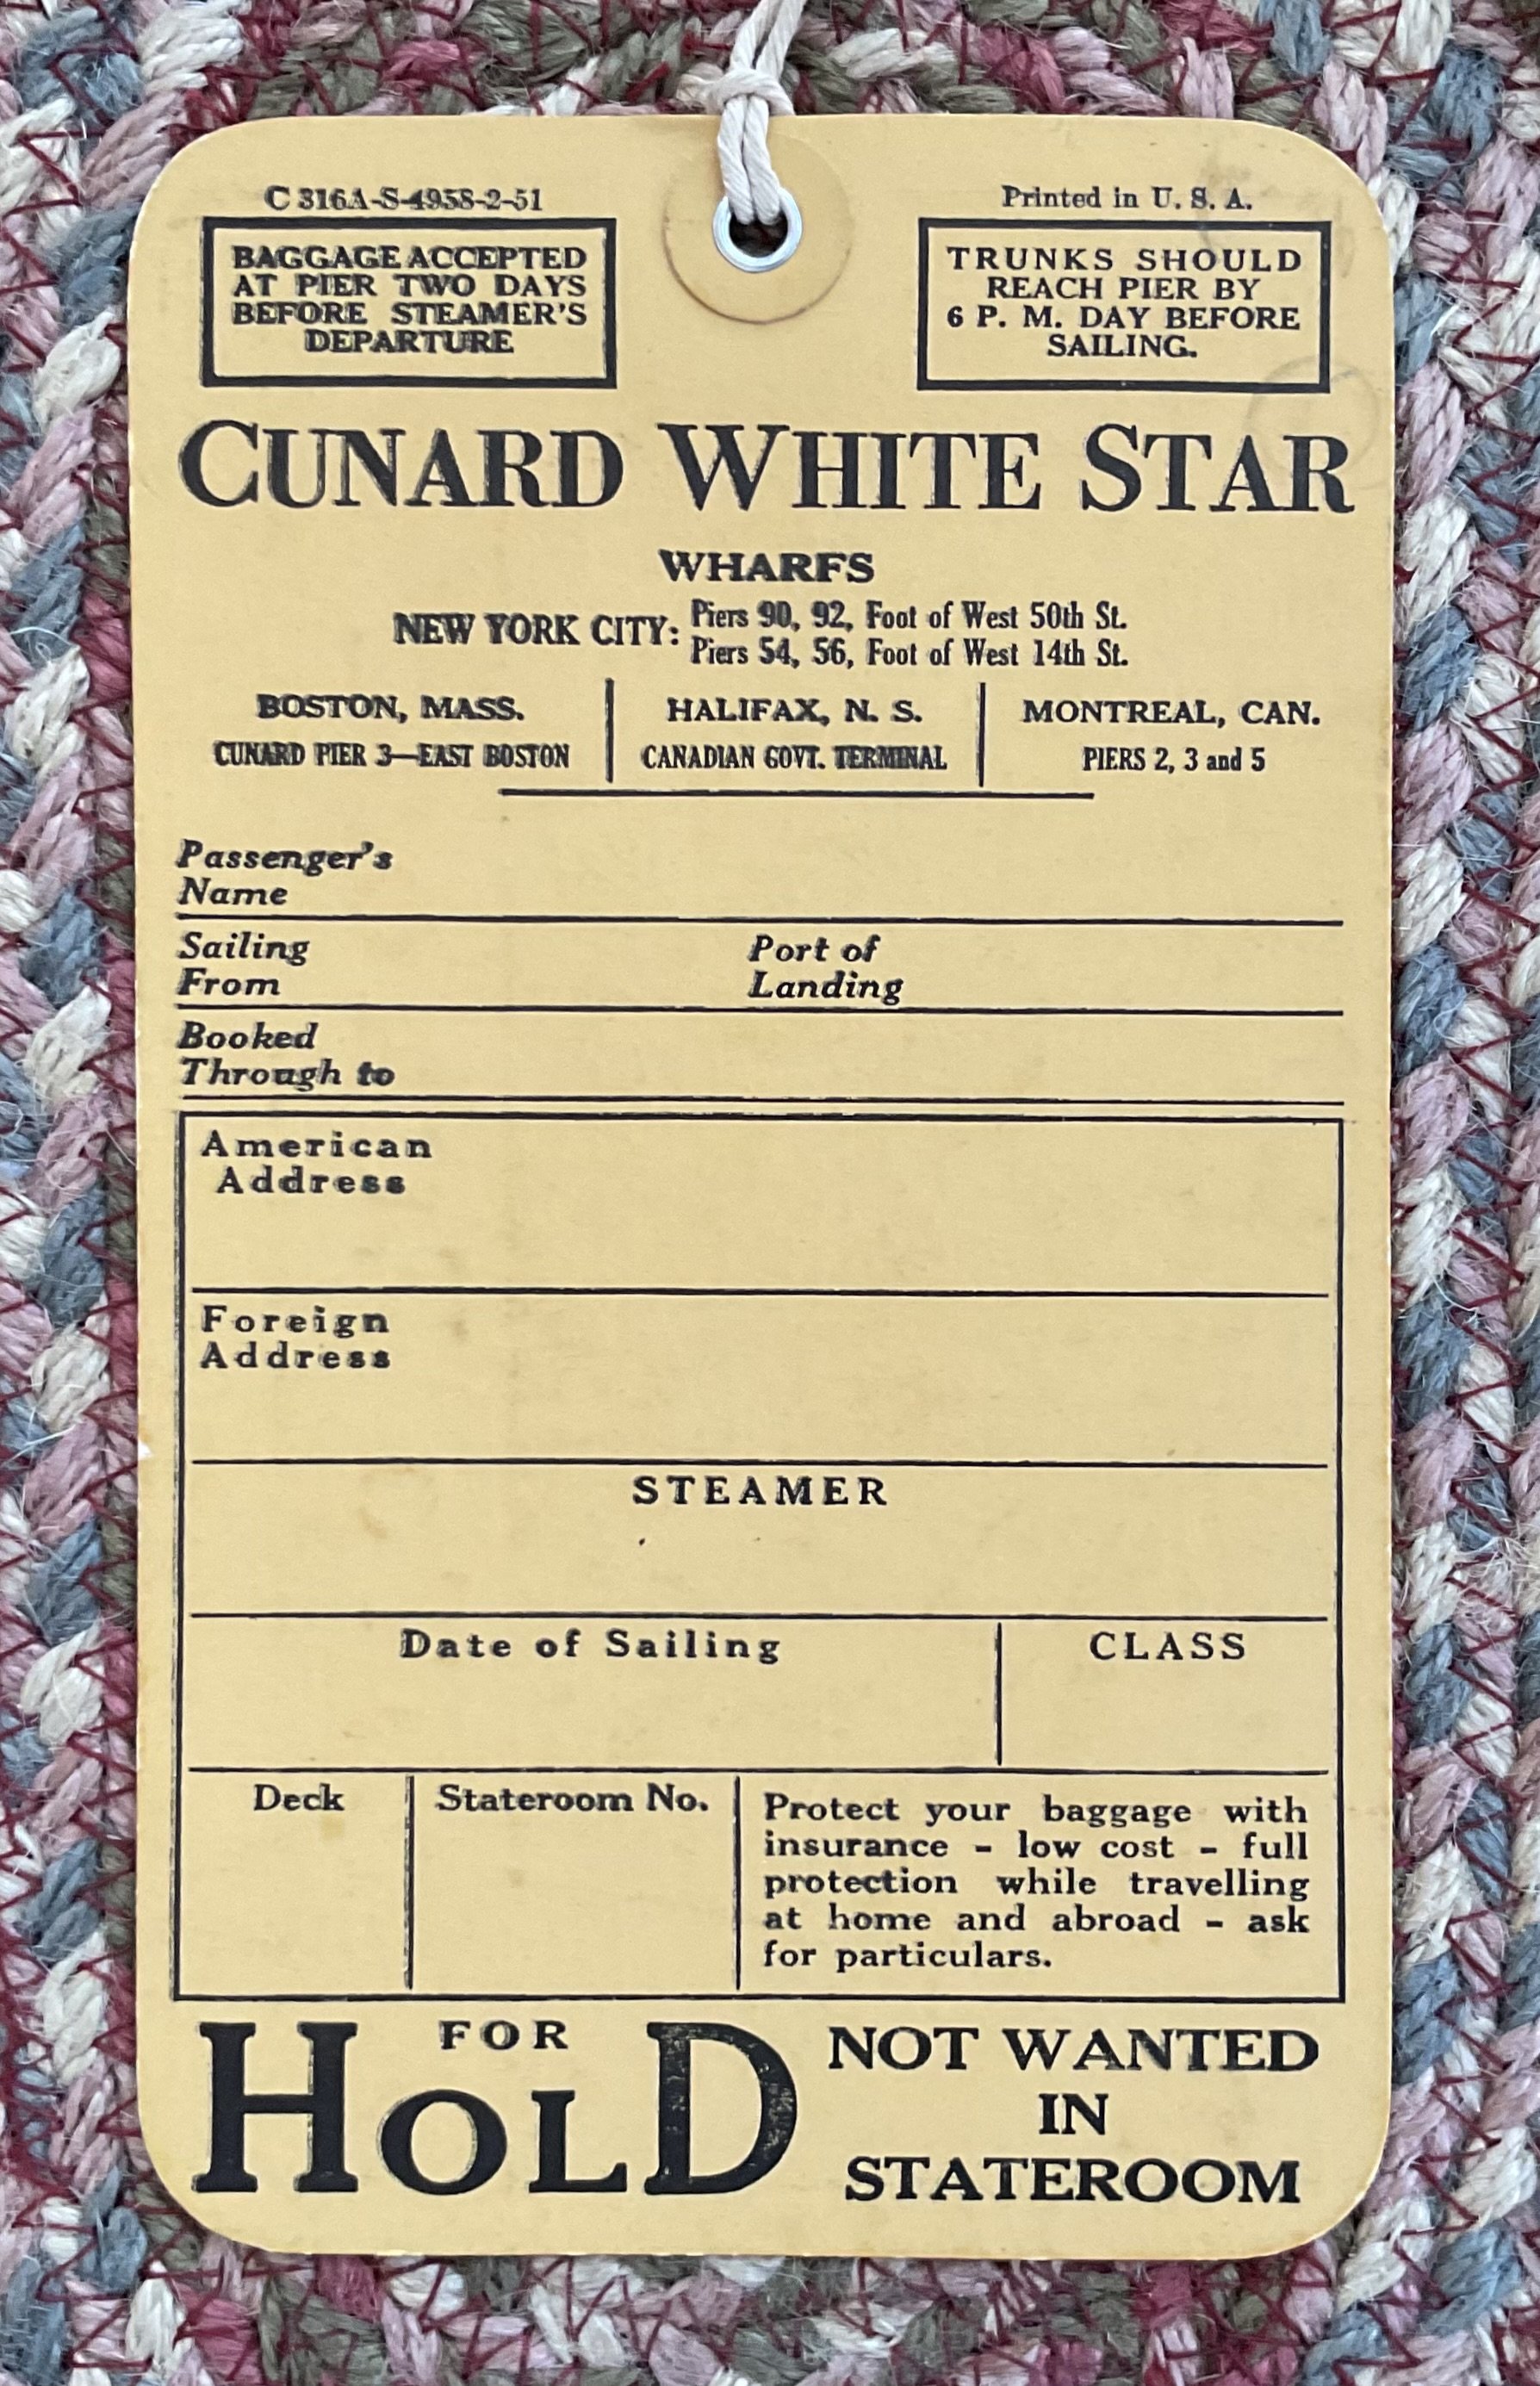 C 316A-S-4958-2-51
Printed in U. S. A.
BAGGAGE ACCEPTED
AT PIER TWO DAYS
BEFORE STEAMER'S
DEPARTURE
TRUNKS SHOULD
REACH PIER BY
6 P. M. DAY BEFORE
SAILING.
CUNARD WHITE STAR
WHARFS
NEW YORK CITY: Piers 90, 92, Foot of West 50th St.
Piers 54, 56, Foot of West 14th St.
BOSTON, MASS.
CUNARD PIER 3—EAST BOSTON
HALIFAX, N. S.
CANADIAN GOVT. TERMINAL
MONTREAL, CAN.
PIERS 2, 3 and 5
Passenger's
Name
Sailing
From
Port of
Landing
Booked
Through to
American
Address
Foreign
Address
STEAMER
Date of Sailing
CLASS
Deck
Stateroom No.
Protect your baggage with
insurance - low cost - full
protection while travelling
at home and abroad - ask
for particulars.
FOR
HOLD
NOT WANTED
IN
STATEROOM